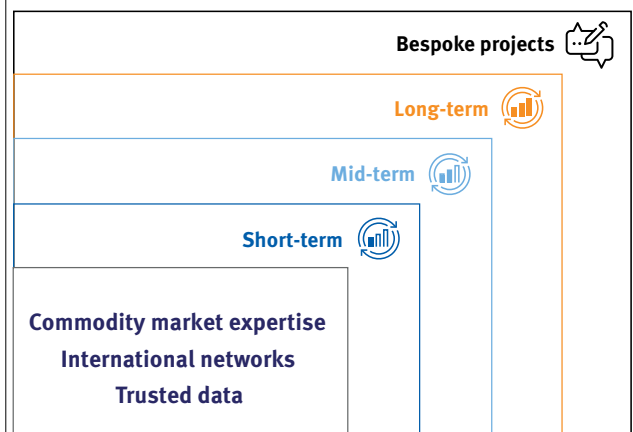 Bespoke projects
Long-term
Mid-term
Short-term
Commodity market expertise
International networks
Trusted data